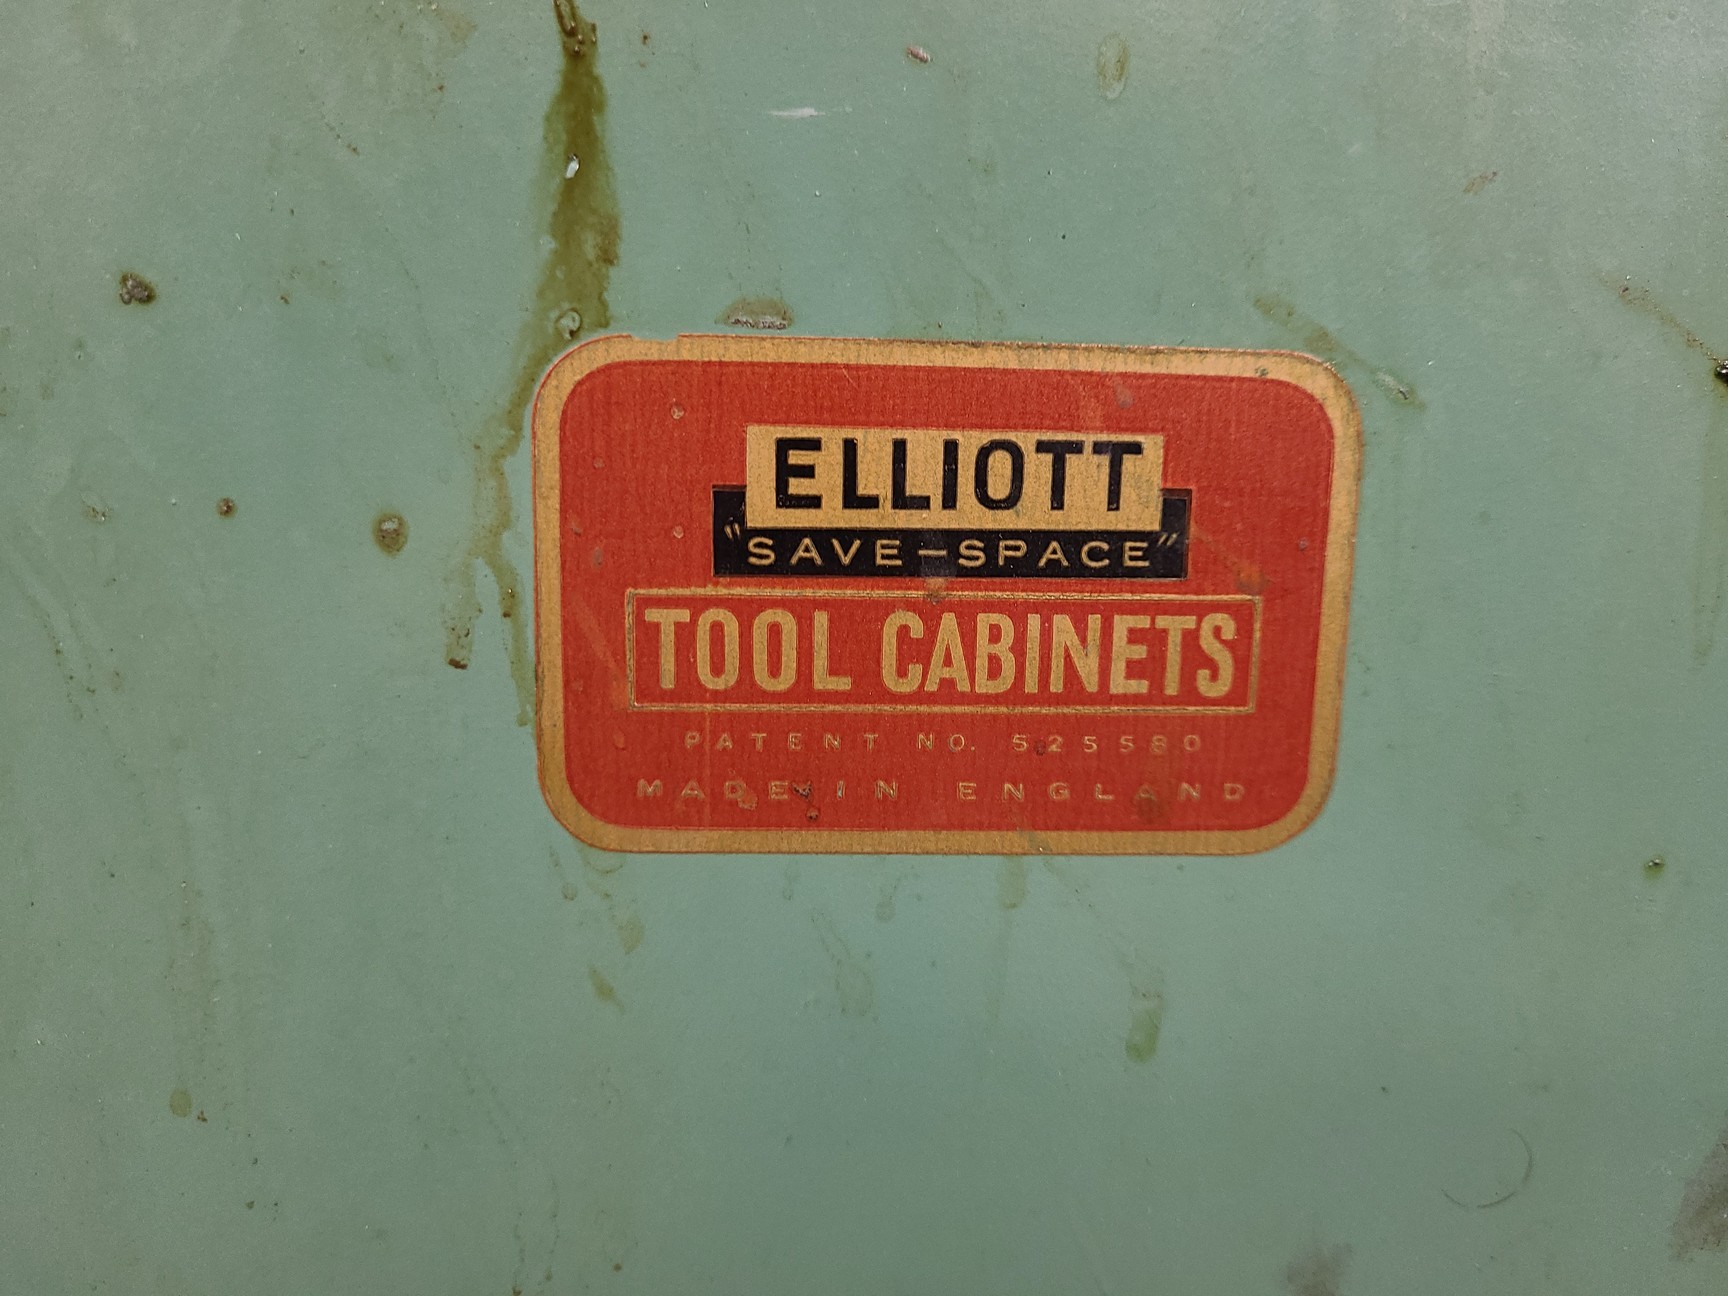 ELLIOTT
"SAVE-SPACE"
TOOL CABINETS
PATENT NO. 525580
MADE IN ENGLAND